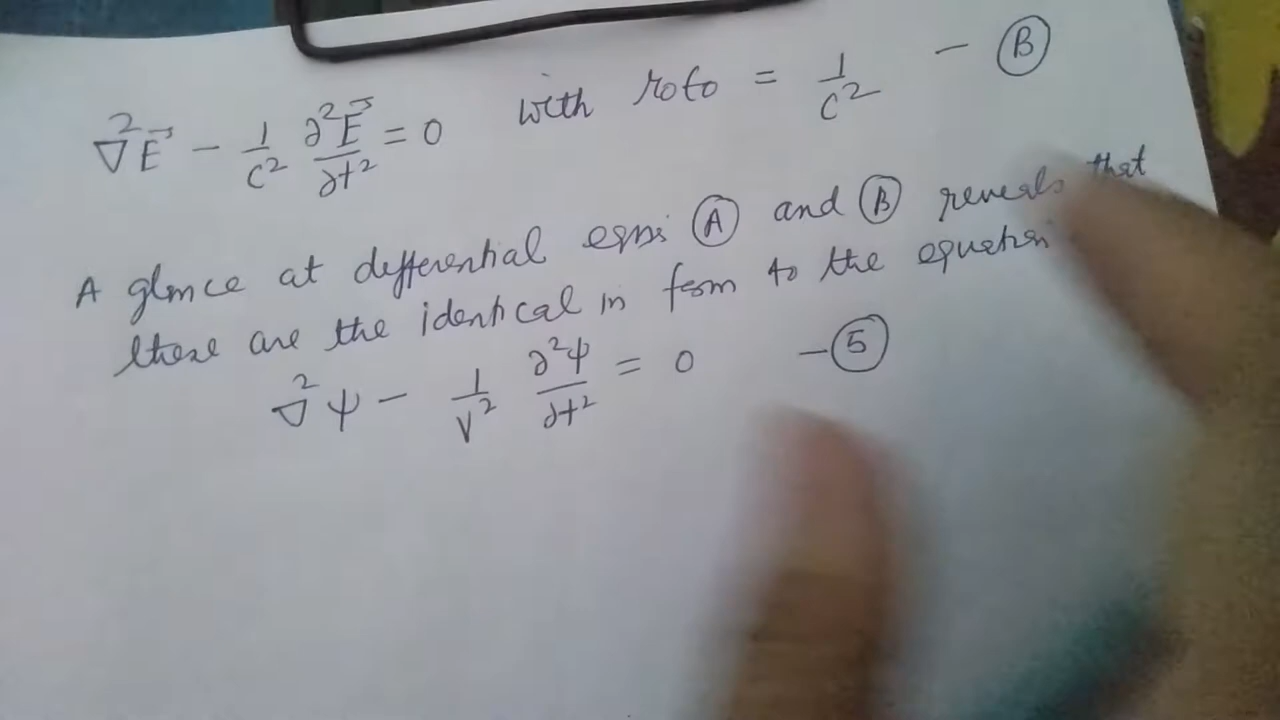 ∇²E⃗ − 1/c² ∂²E⃗/∂t² = 0 with μ₀ε₀ = 1/c² — Ⓑ
A glance at differential eqns Ⓐ and Ⓑ reveals that
these are the identical in form to the equation
∇²ψ − 1/v² ∂²ψ/∂t² = 0 —⑤